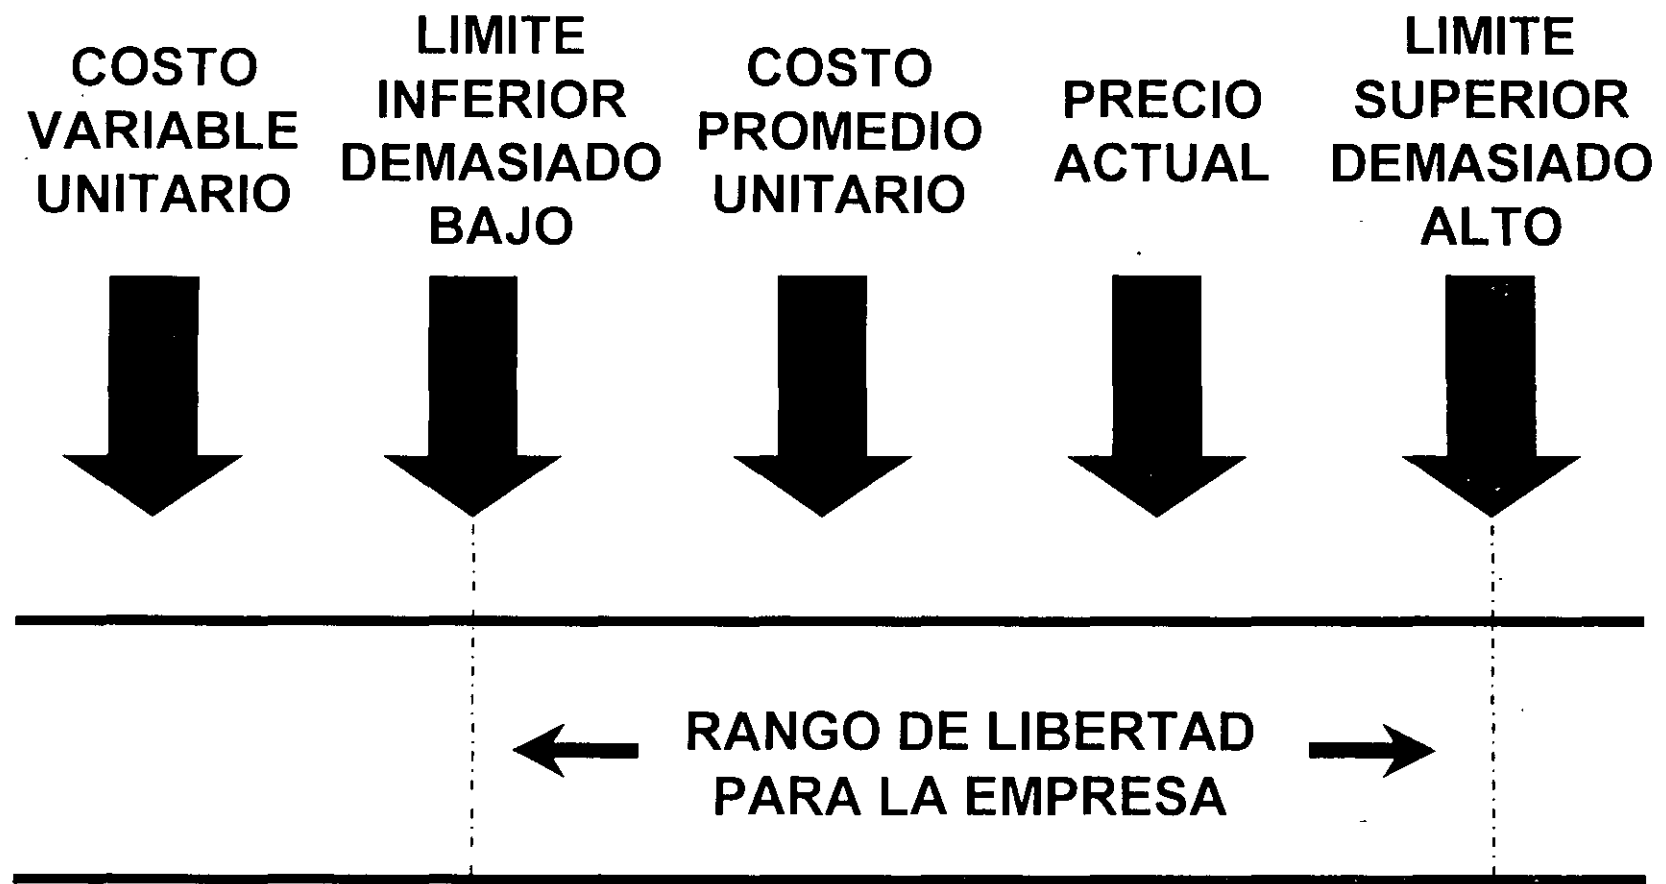 COSTO
VARIABLE
UNITARIO
LIMITE
INFERIOR
DEMASIADO
BAJO
COSTO
PROMEDIO
UNITARIO
PRECIO
ACTUAL
LIMITE
SUPERIOR
DEMASIADO
ALTO
RANGO DE LIBERTAD
PARA LA EMPRESA